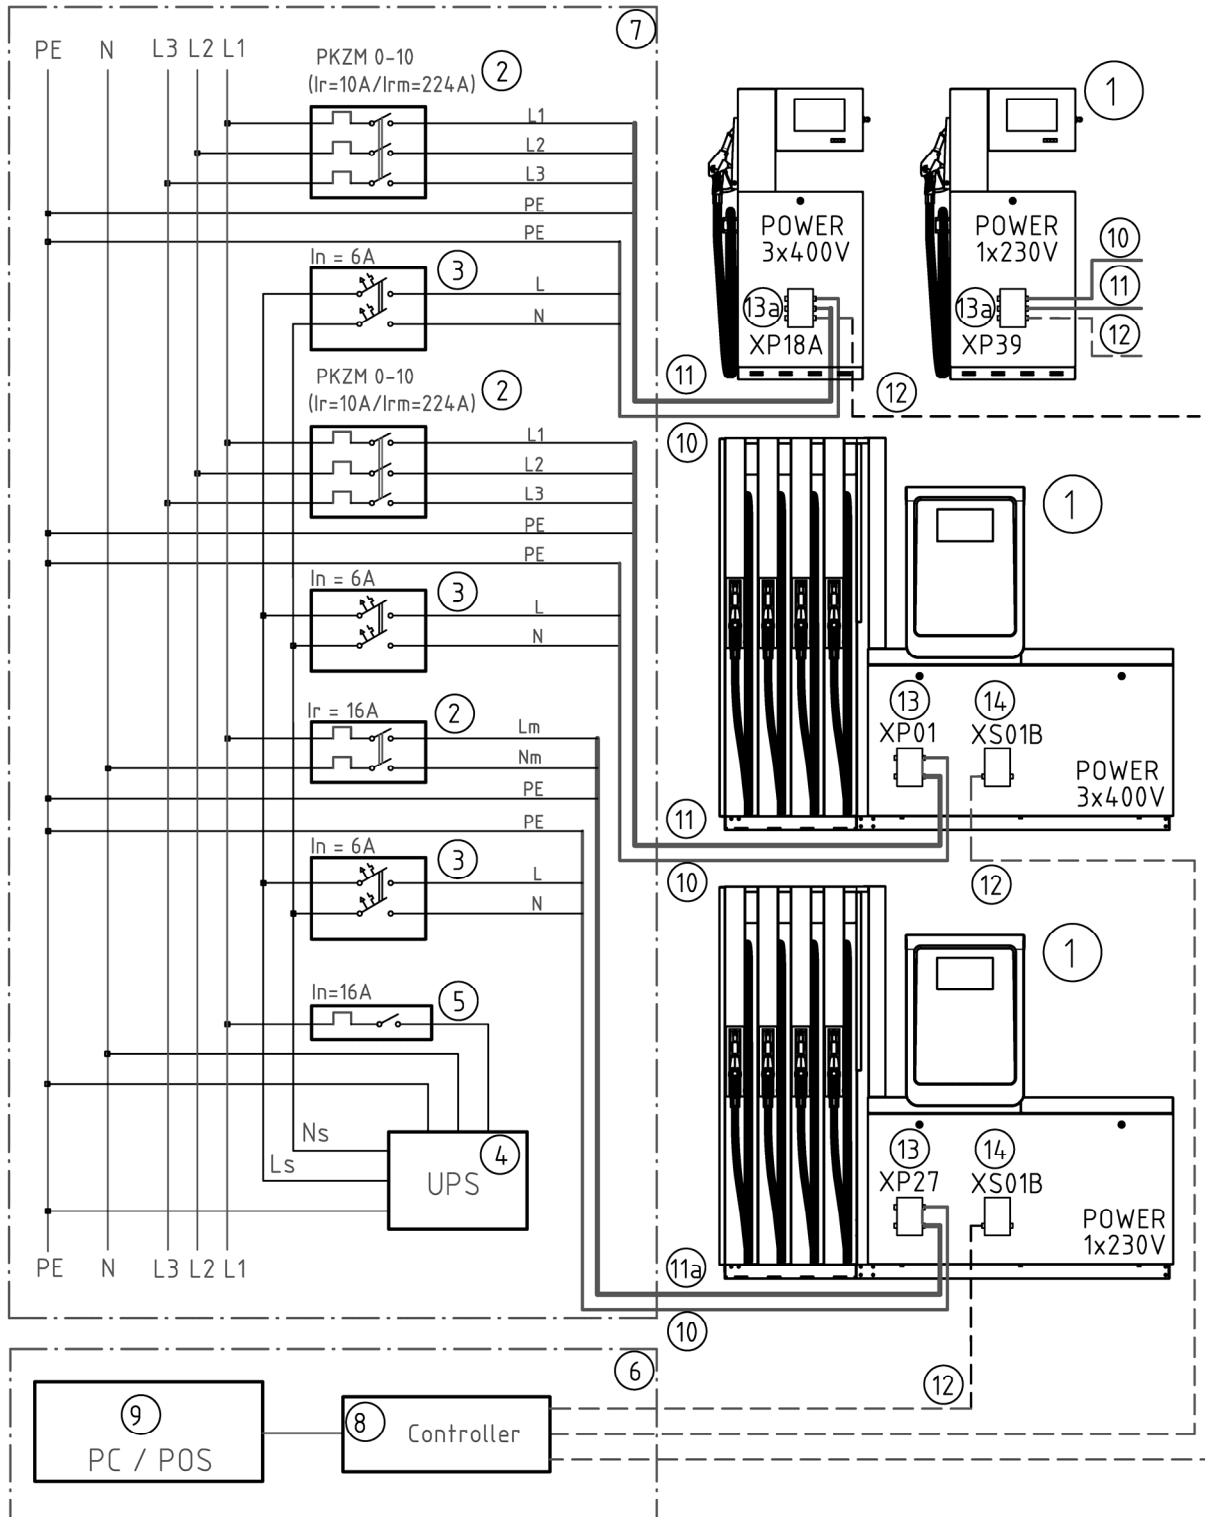 7
PE N L3 L2 L1
PKZM 0-10
(Ir=10A/Irm=224A)
2
L1
L2
L3
PE
PE
In = 6A
3
L
N
PKZM 0-10
(Ir=10A/Irm=224A)
2
L1
L2
L3
PE
PE
In = 6A
3
L
N
Ir = 16A
2
Lm
Nm
PE
PE
In = 6A
3
L
N
In=16A
5
Ns
Ls
4
UPS
PE N L3 L2 L1
1
POWER
3x400V
13a
XP18A
POWER
1x230V
13a
XP39
10
11
12
11
12
10
1
13
XP01
14
XS01B
POWER
3x400V
11
10
12
1
13
XP27
14
XS01B
POWER
1x230V
11a
10
12
6
9
PC / POS
8
Controller